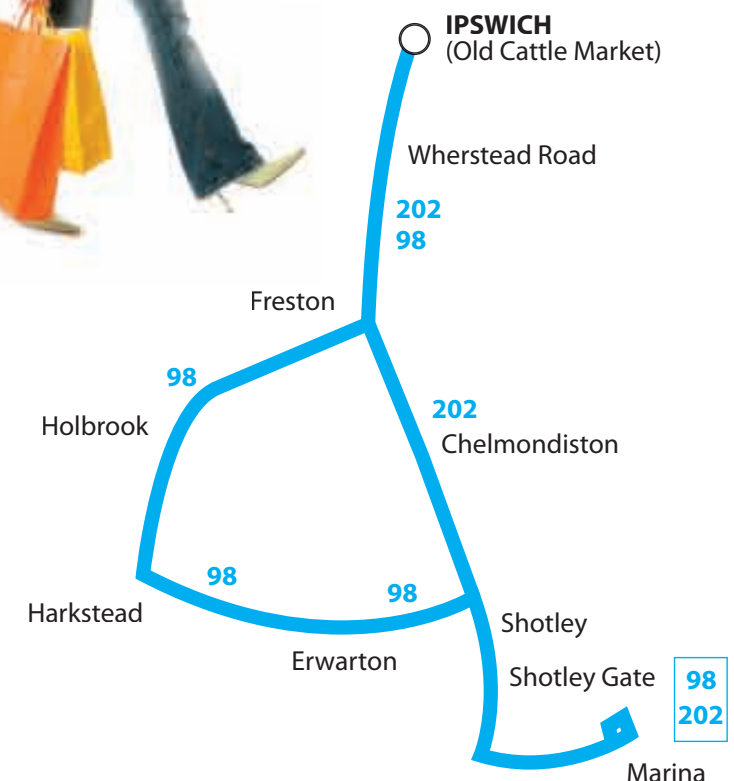 IPSWICH
(Old Cattle Market)
Wherstead Road
202
98
Freston
98
202
Holbrook
Chelmondiston
98
98
Harkstead
Shotley
Erwarton
Shotley Gate
98
202
Marina